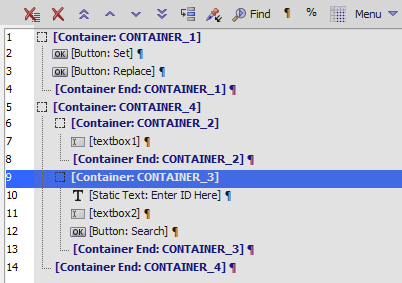 Find ¶ % Menu
1 [Container: CONTAINER_1]
2 OK [Button: Set] ¶
3 OK [Button: Replace] ¶
4 [Container End: CONTAINER_1] ¶
5 [Container: CONTAINER_4]
6 [Container: CONTAINER_2]
7 [textbox1] ¶
8 [Container End: CONTAINER_2] ¶
9 [Container: CONTAINER_3]
10 T [Static Text: Enter ID Here] ¶
11 [textbox2] ¶
12 OK [Button: Search] ¶
13 [Container End: CONTAINER_3] ¶
14 [Container End: CONTAINER_4] ¶